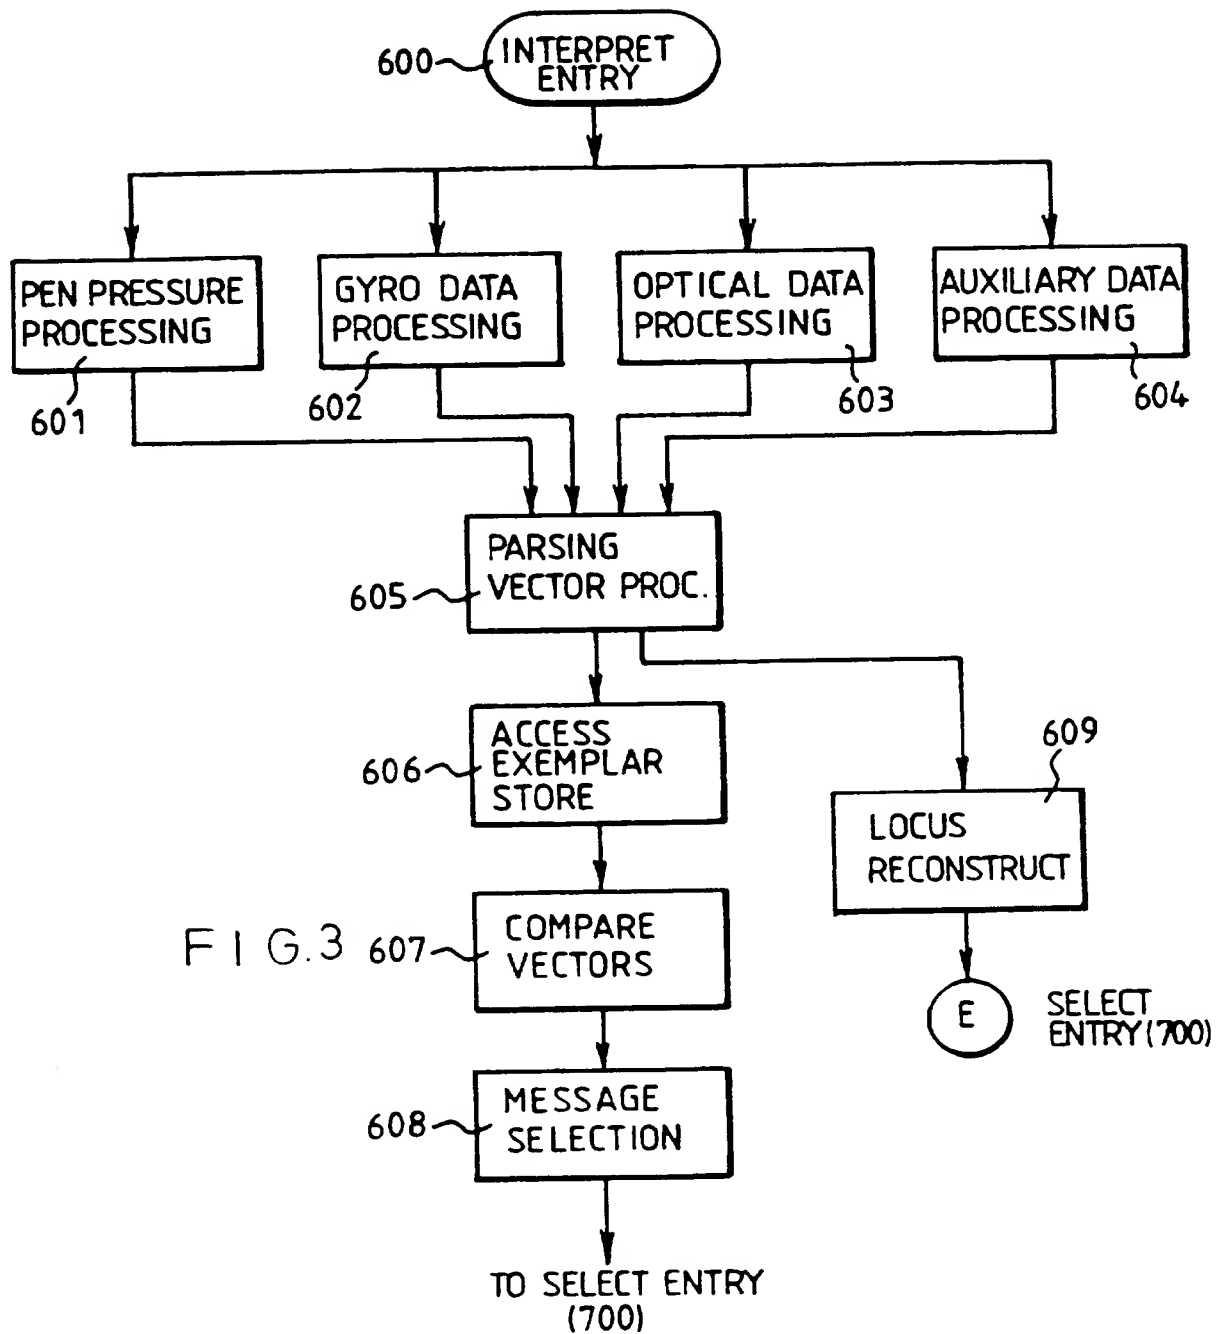 600
INTERPRET
ENTRY
PEN PRESSURE
PROCESSING
601
GYRO DATA
PROCESSING
602
OPTICAL DATA
PROCESSING
603
AUXILIARY DATA
PROCESSING
604
605
PARSING
VECTOR PROC.
606
ACCESS
EXEMPLAR
STORE
609
LOCUS
RECONSTRUCT
FIG.3
607
COMPARE
VECTORS
E
SELECT
ENTRY(700)
608
MESSAGE
SELECTION
TO SELECT ENTRY
(700)